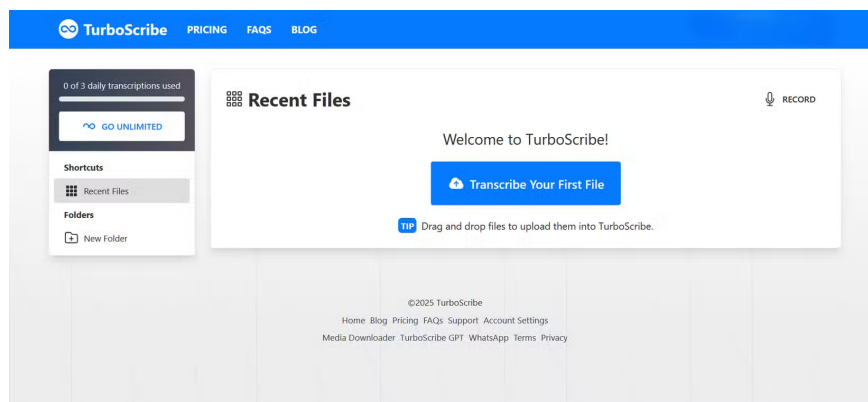 TurboScribe PRICING FAQS BLOG
0 of 3 daily transcriptions used
GO UNLIMITED
Shortcuts
Recent Files
Folders
New Folder
Recent Files
RECORD
Welcome to TurboScribe!
Transcribe Your First File
TIP Drag and drop files to upload them into TurboScribe.
©2025 TurboScribe
Home Blog Pricing FAQs Support Account Settings
Media Downloader TurboScribe GPT WhatsApp Terms Privacy